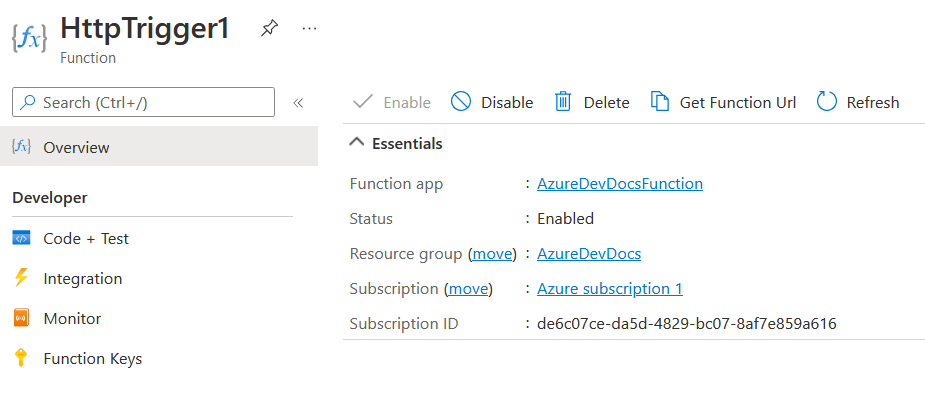 {fx} HttpTrigger1 ...
Function
Search (Ctrl+/) «
Enable Disable Delete Get Function Url Refresh
{fx} Overview
Essentials
Function app : AzureDevDocsFunction
Developer
Status : Enabled
Code + Test
Resource group (move) : AzureDevDocs
Integration
Subscription (move) : Azure subscription 1
Monitor
Subscription ID : de6c07ce-da5d-4829-bc07-8af7e859a616
Function Keys